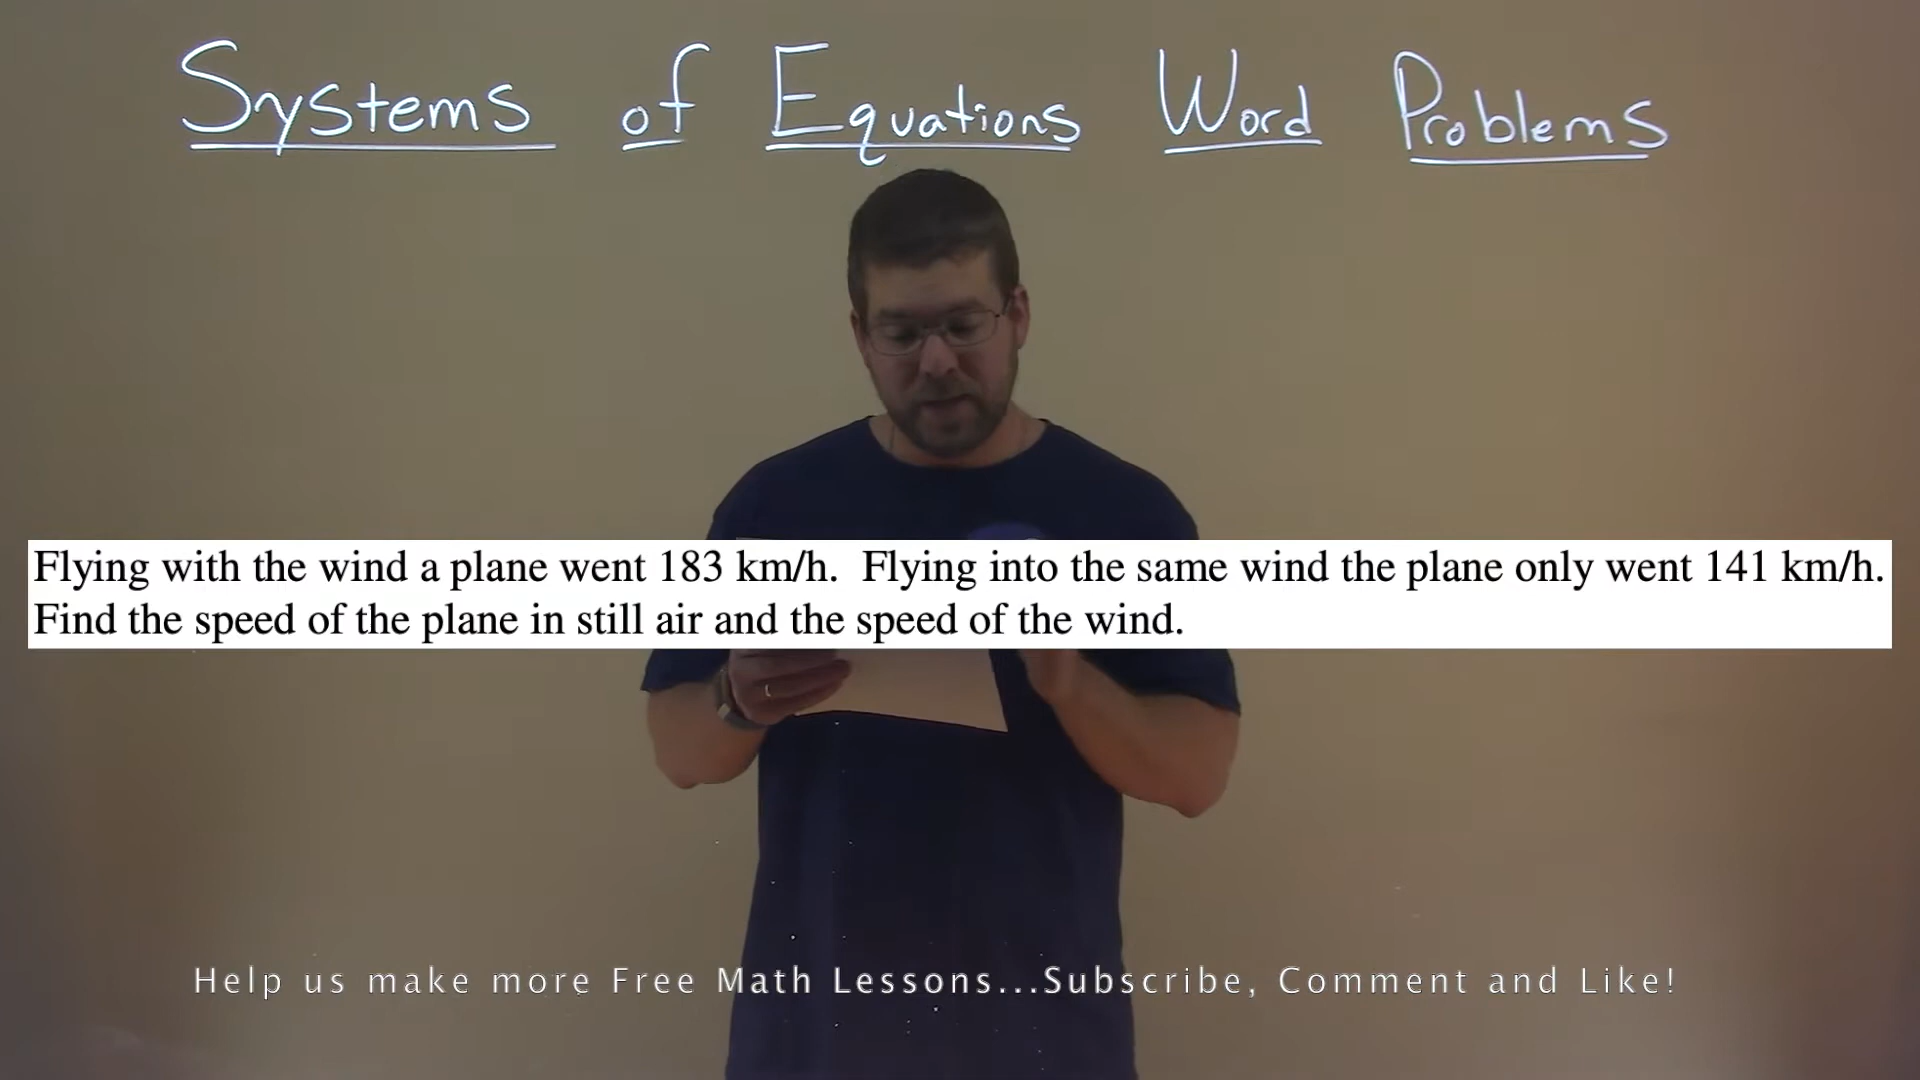 Systems of Equations Word Problems
Flying with the wind a plane went 183 km/h. Flying into the same wind the plane only went 141 km/h.
Find the speed of the plane in still air and the speed of the wind.
Help us make more Free Math Lessons...Subscribe, Comment and Like!